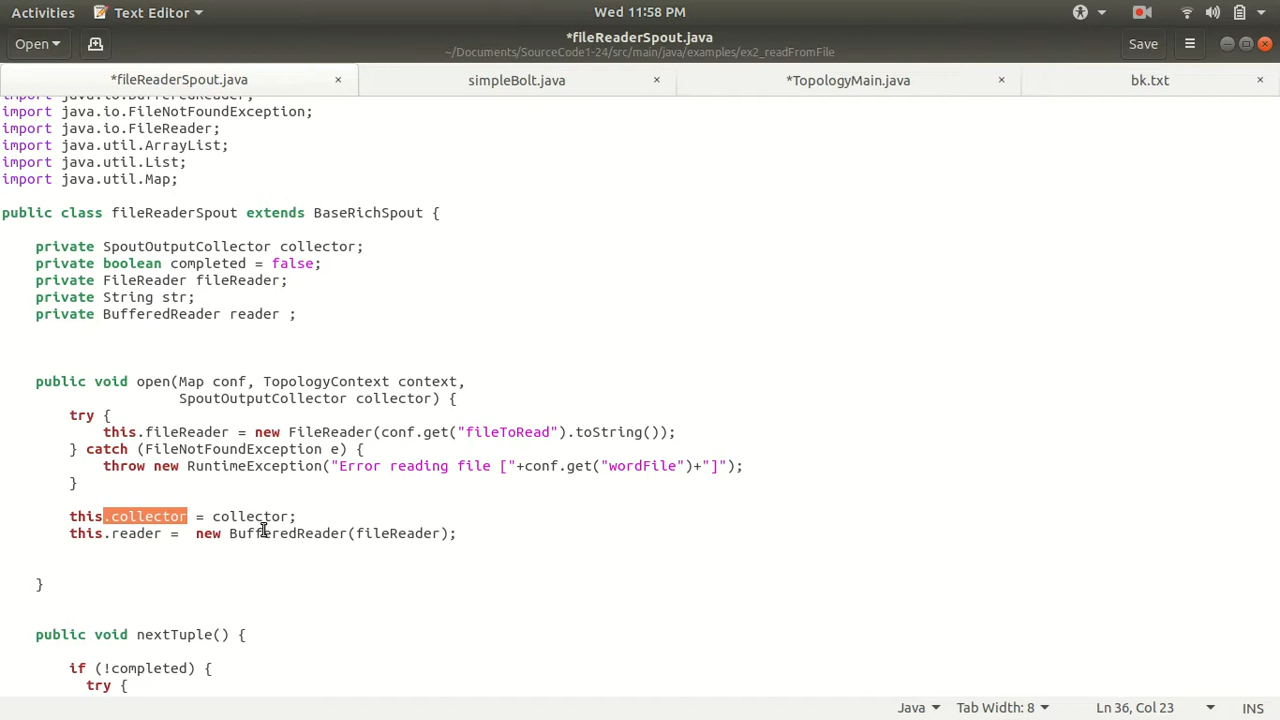 Activities Text Editor Wed 11:58 PM
Open *fileReaderSpout.java Save
~/Documents/SourceCode1-24/src/main/java/examples/ex2_readFromFile
*fileReaderSpout.java × simpleBolt.java × *TopologyMain.java × bk.txt ×
import java.io.BufferedReader;
import java.io.FileNotFoundException;
import java.io.FileReader;
import java.util.ArrayList;
import java.util.List;
import java.util.Map;
public class fileReaderSpout extends BaseRichSpout {
private SpoutOutputCollector collector;
private boolean completed = false;
private FileReader fileReader;
private String str;
private BufferedReader reader ;
public void open(Map conf, TopologyContext context,
SpoutOutputCollector collector) {
try {
this.fileReader = new FileReader(conf.get("fileToRead").toString());
} catch (FileNotFoundException e) {
throw new RuntimeException("Error reading file ["+conf.get("wordFile")+"]");
}
this.collector = collector;
this.reader =  new BufferedReader(fileReader);
}
public void nextTuple() {
if (!completed) {
try {
Java Tab Width: 8 Ln 36, Col 23 INS